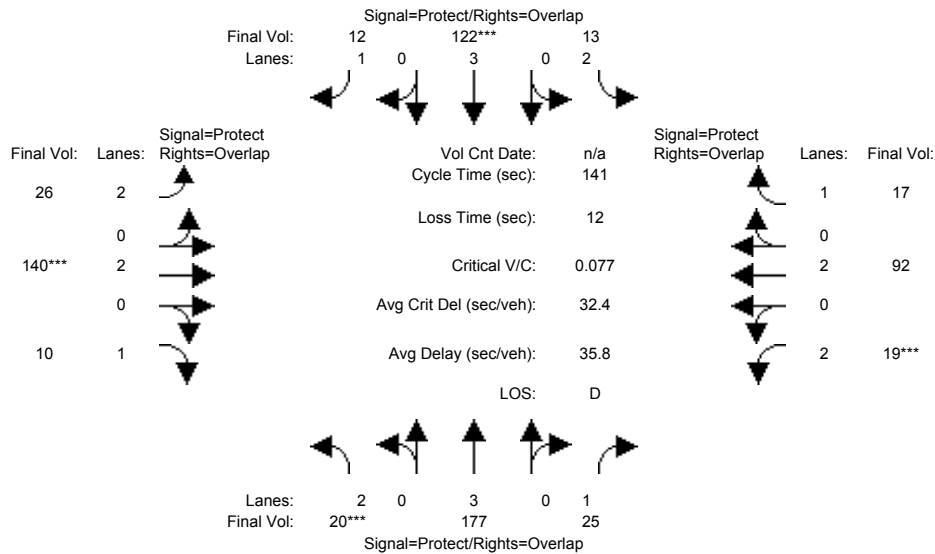 Signal=Protect/Rights=Overlap
Final Vol: 12 122*** 13
Lanes: 1 0 3 0 2
Signal=Protect
Final Vol: Lanes: Rights=Overlap
Vol Cnt Date: n/a
Signal=Protect
Rights=Overlap Lanes: Final Vol:
Cycle Time (sec): 141
26 2
1 17
Loss Time (sec): 12
0
0
140*** 2
Critical V/C: 0.077
2 92
0
Avg Crit Del (sec/veh): 32.4
0
10 1
Avg Delay (sec/veh): 35.8
2 19***
LOS: D
Lanes: 2 0 3 0 1
Final Vol: 20*** 177 25
Signal=Protect/Rights=Overlap